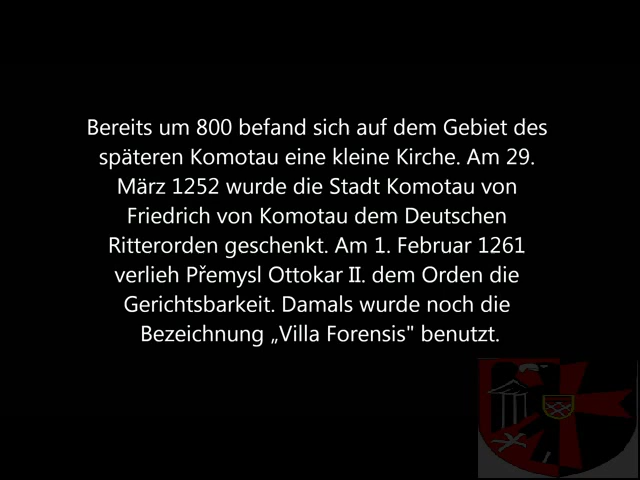 Bereits um 800 befand sich auf dem Gebiet des
späteren Komotau eine kleine Kirche. Am 29.
März 1252 wurde die Stadt Komotau von
Friedrich von Komotau dem Deutschen
Ritterorden geschenkt. Am 1. Februar 1261
verlieh Přemysl Ottokar II. dem Orden die
Gerichtsbarkeit. Damals wurde noch die
Bezeichnung „Villa Forensis" benutzt.